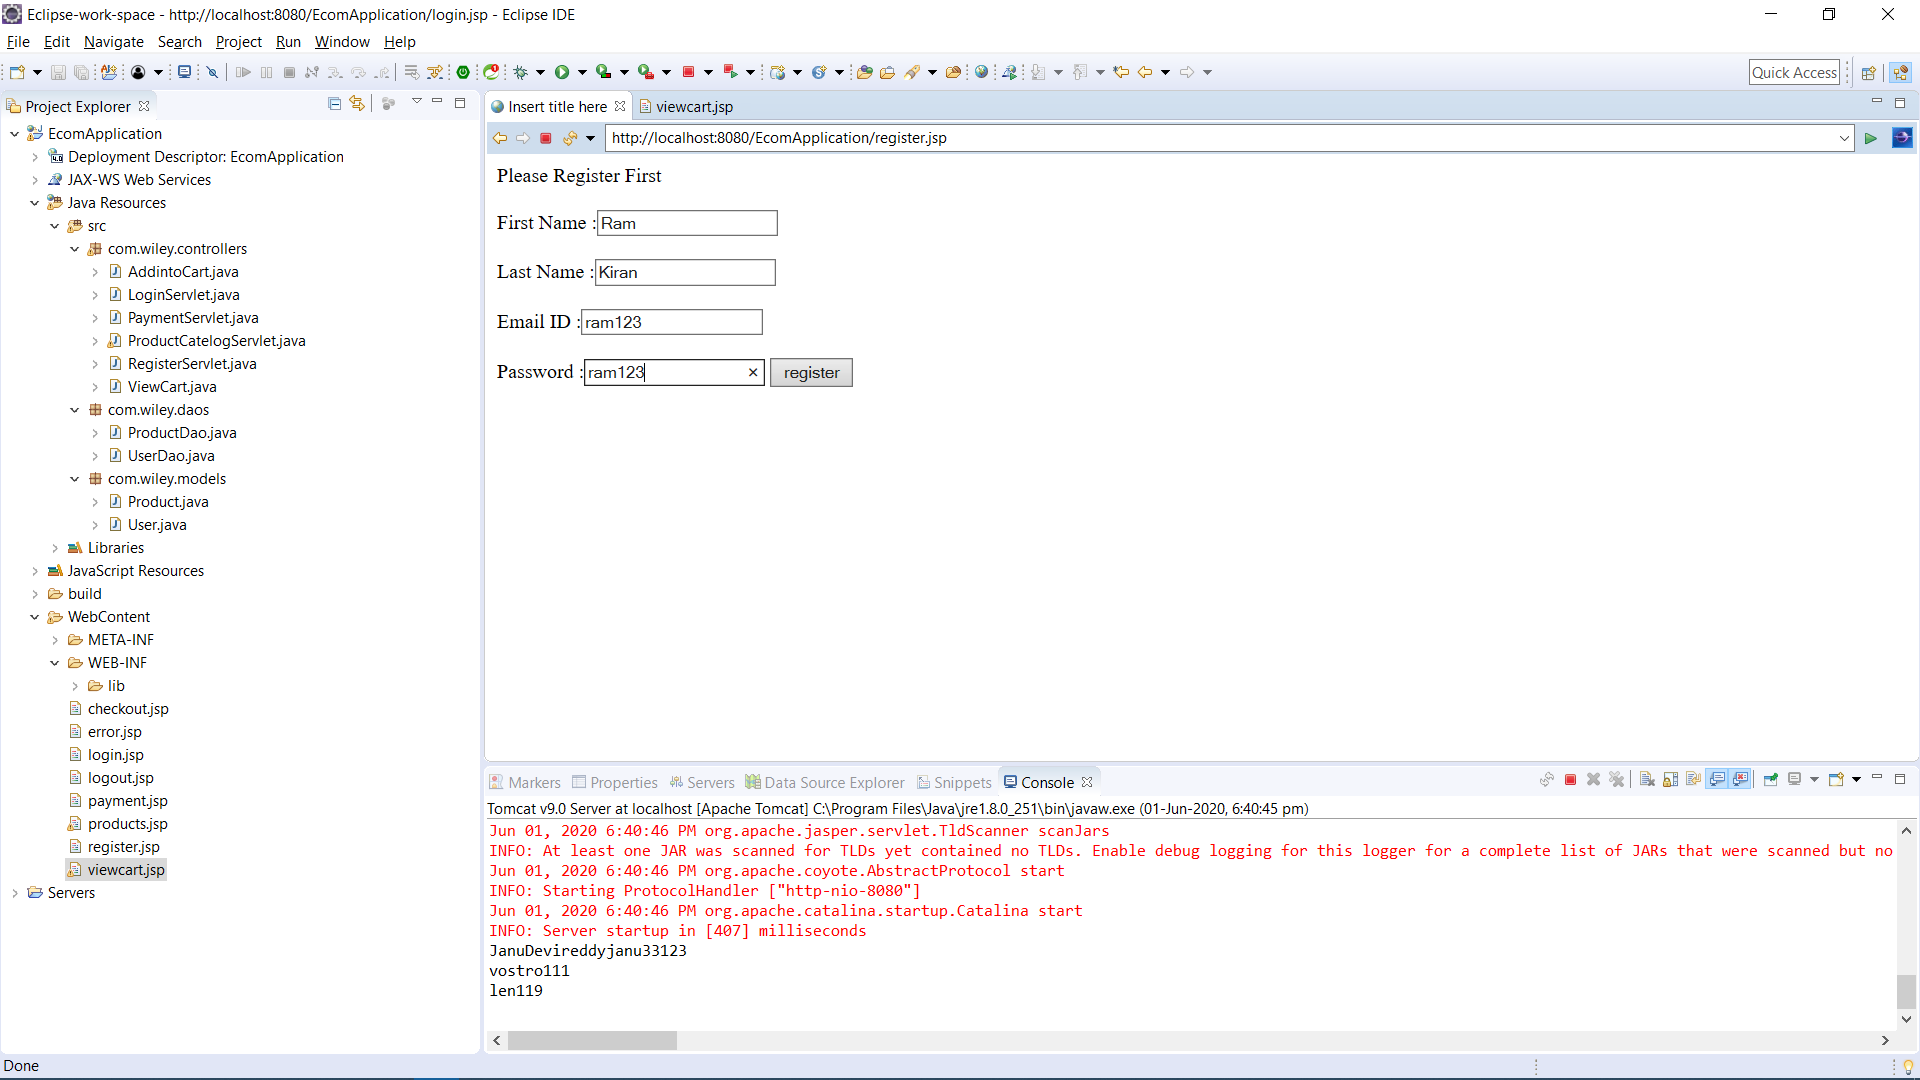 Eclipse-work-space - http://localhost:8080/EcomApplication/login.jsp - Eclipse IDE
File Edit Navigate Search Project Run Window Help
Quick Access
Project Explorer
EcomApplication
Deployment Descriptor: EcomApplication
JAX-WS Web Services
Java Resources
src
com.wiley.controllers
AddintoCart.java
LoginServlet.java
PaymentServlet.java
ProductCatelogServlet.java
RegisterServlet.java
ViewCart.java
com.wiley.daos
ProductDao.java
UserDao.java
com.wiley.models
Product.java
User.java
Libraries
JavaScript Resources
build
WebContent
META-INF
WEB-INF
lib
checkout.jsp
error.jsp
login.jsp
logout.jsp
payment.jsp
products.jsp
register.jsp
viewcart.jsp
Servers
Insert title here viewcart.jsp
http://localhost:8080/EcomApplication/register.jsp
Please Register First
First Name : Ram
Last Name : Kiran
Email ID : ram123
Password : ram123 register
Markers Properties Servers Data Source Explorer Snippets Console
Tomcat v9.0 Server at localhost [Apache Tomcat] C:\Program Files\Java\jre1.8.0_251\bin\javaw.exe (01-Jun-2020, 6:40:45 pm)
Jun 01, 2020 6:40:46 PM org.apache.jasper.servlet.TldScanner scanJars
INFO: At least one JAR was scanned for TLDs yet contained no TLDs. Enable debug logging for this logger for a complete list of JARs that were scanned but no
Jun 01, 2020 6:40:46 PM org.apache.coyote.AbstractProtocol start
INFO: Starting ProtocolHandler ["http-nio-8080"]
Jun 01, 2020 6:40:46 PM org.apache.catalina.startup.Catalina start
INFO: Server startup in [407] milliseconds
JanuDevireddyjanu33123
vostro111
len119
Done